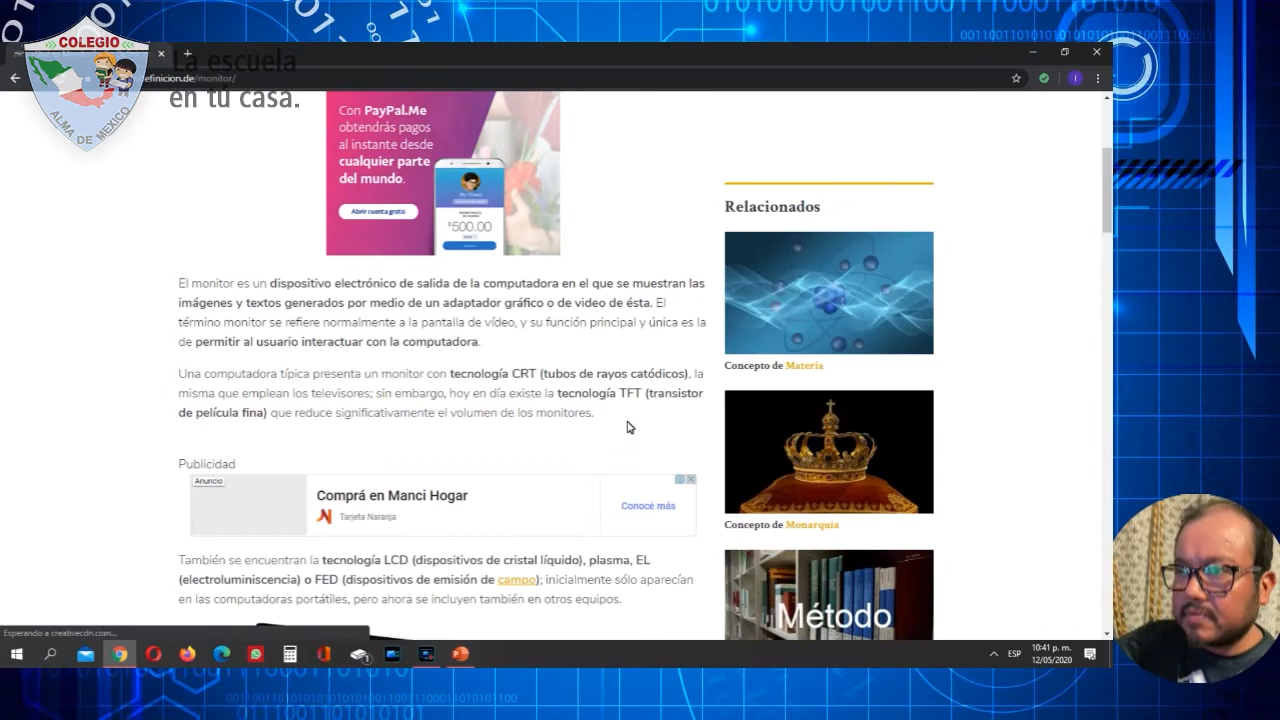 COLEGIO
ALMA DE MEXICO
La escuela
en tú casa.
efinicion.de/monitor/
Con PayPal.Me
obtendrás pagos
al instante desde
cualquier parte
del mundo.
Abrir cuenta gratis
$500.00
El monitor es un dispositivo electrónico de salida de la computadora en el que se muestran las
imágenes y textos generados por medio de un adaptador gráfico o de video de ésta. El
término monitor se refiere normalmente a la pantalla de vídeo, y su función principal y única es la
de permitir al usuario interactuar con la computadora.
Una computadora típica presenta un monitor con tecnología CRT (tubos de rayos catódicos), la
misma que emplean los televisores; sin embargo, hoy en día existe la tecnología TFT (transistor
de película fina) que reduce significativamente el volumen de los monitores.
Publicidad
Anuncio
Comprá en Manci Hogar
Tarjeta Naranja
Conocé más
También se encuentran la tecnología LCD (dispositivos de cristal líquido), plasma, EL
(electroluminiscencia) o FED (dispositivos de emisión de campo); inicialmente sólo aparecían
en las computadoras portátiles, pero ahora se incluyen también en otros equipos.
Relacionados
Concepto de Materia
Concepto de Monarquía
Método
Esperando a creativecdn.com...
ESP
10:41 p. m.
12/05/2020